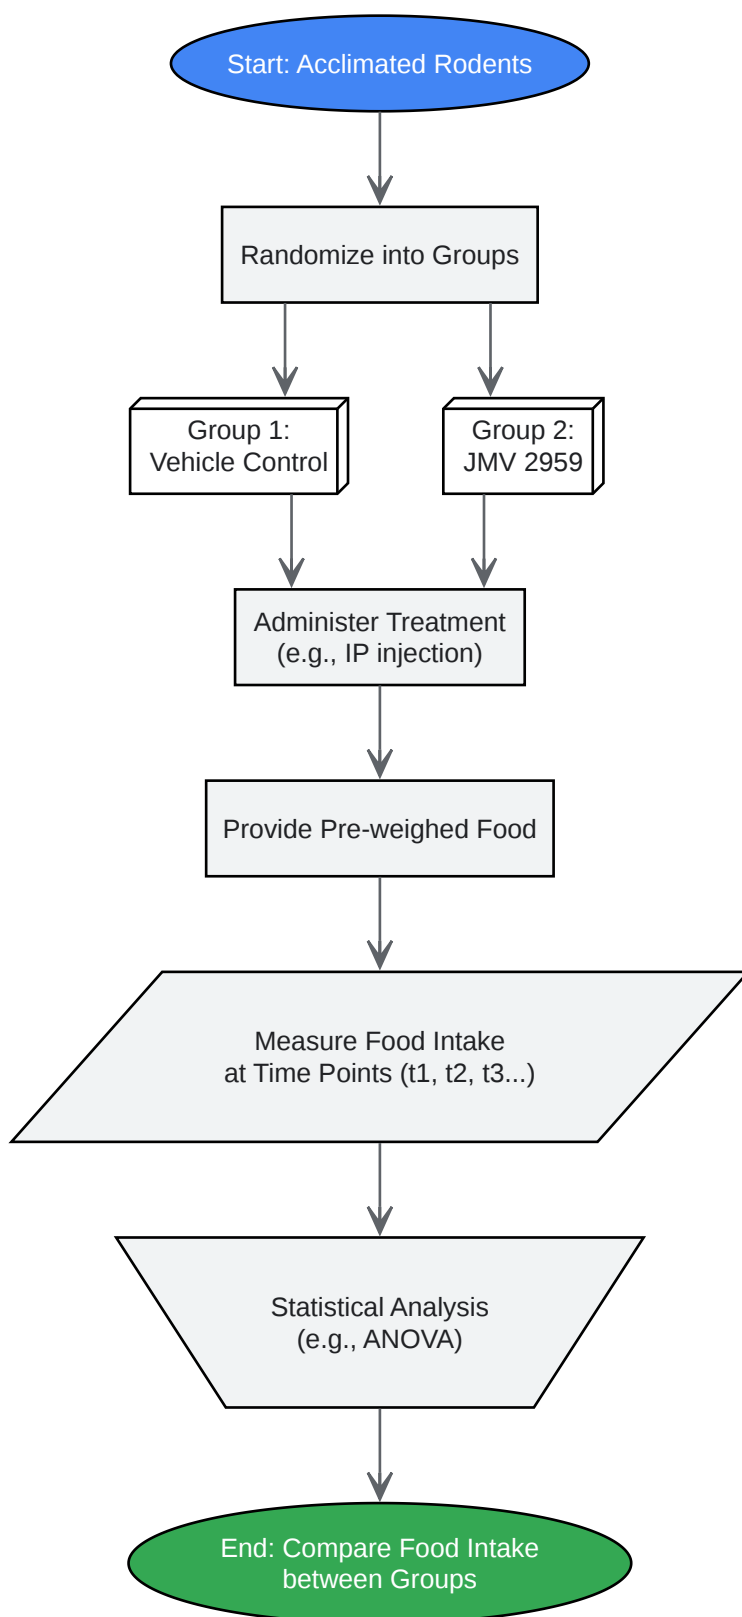 Start: Acclimated Rodents
Randomize into Groups
Group 1:
Vehicle Control
Group 2:
JMV 2959
Administer Treatment
(e.g., IP injection)
Provide Pre-weighed Food
Measure Food Intake
at Time Points (t1, t2, t3...)
Statistical Analysis
(e.g., ANOVA)
End: Compare Food Intake
between Groups